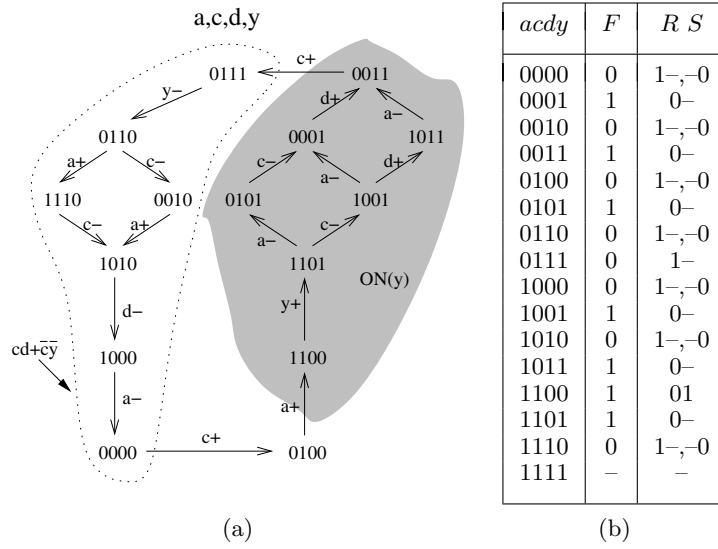 a,c,d,y
c+
0111
0011
y−
d+
a−
0110
0001
1011
a+
c−
c−
a−
d+
1110
0010
0101
1001
c−
a+
a−
c−
1010
1101
ON(y)
d−
y+
cd+c̅y̅
1000
1100
a−
a+
c+
0000
0100
(a)
acdy F R S
0000 0 1–,–0
0001 1 0–
0010 0 1–,–0
0011 1 0–
0100 0 1–,–0
0101 1 0–
0110 0 1–,–0
0111 0 1–
1000 0 1–,–0
1001 1 0–
1010 0 1–,–0
1011 1 0–
1100 1 01
1101 1 0–
1110 0 1–,–0
1111 – –
(b)